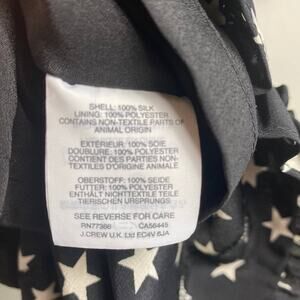 SHELL: 100% SILK
LINING: 100% POLYESTER
CONTAINS NON-TEXTILE PARTS OF
ANIMAL ORIGIN
EXTÉRIEUR: 100% SOIE
DOUBLURE: 100% POLYESTER
CONTIENT DES PARTIES NON-
TEXTILES D'ORIGINE ANIMALE
OBERSTOFF: 100% SEIDE
FUTTER: 100% POLYESTER
ENTHÄLT NICHTTEXTILE TEILE
TIERISCHEN URSPRUNGS
SEE REVERSE FOR CARE
RN77388 CA56445
J.CREW U.K. Ltd EC4V 6JA